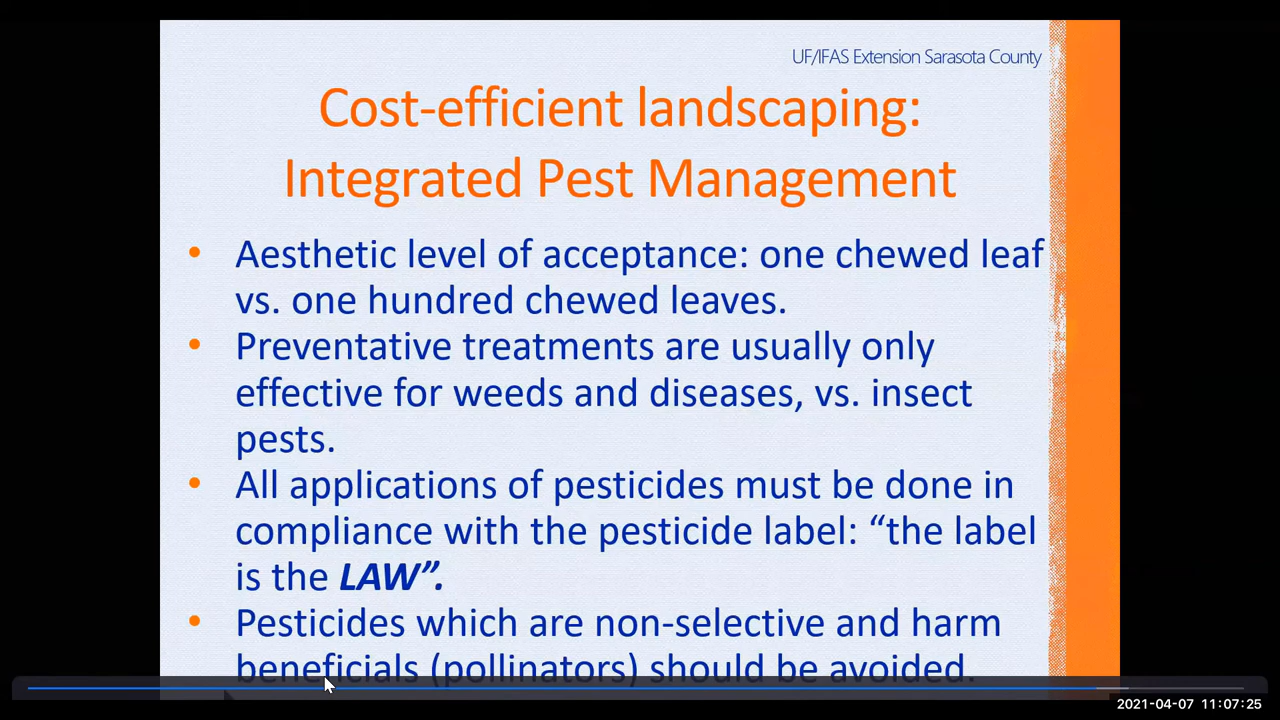 UF/IFAS Extension Sarasota County
Cost-efficient landscaping:
Integrated Pest Management
• Aesthetic level of acceptance: one chewed leaf
vs. one hundred chewed leaves.
• Preventative treatments are usually only
effective for weeds and diseases, vs. insect
pests.
• All applications of pesticides must be done in
compliance with the pesticide label: “the label
is the LAW”.
• Pesticides which are non-selective and harm
beneficials (pollinators) should be avoided.
2021-04-07 11:07:25